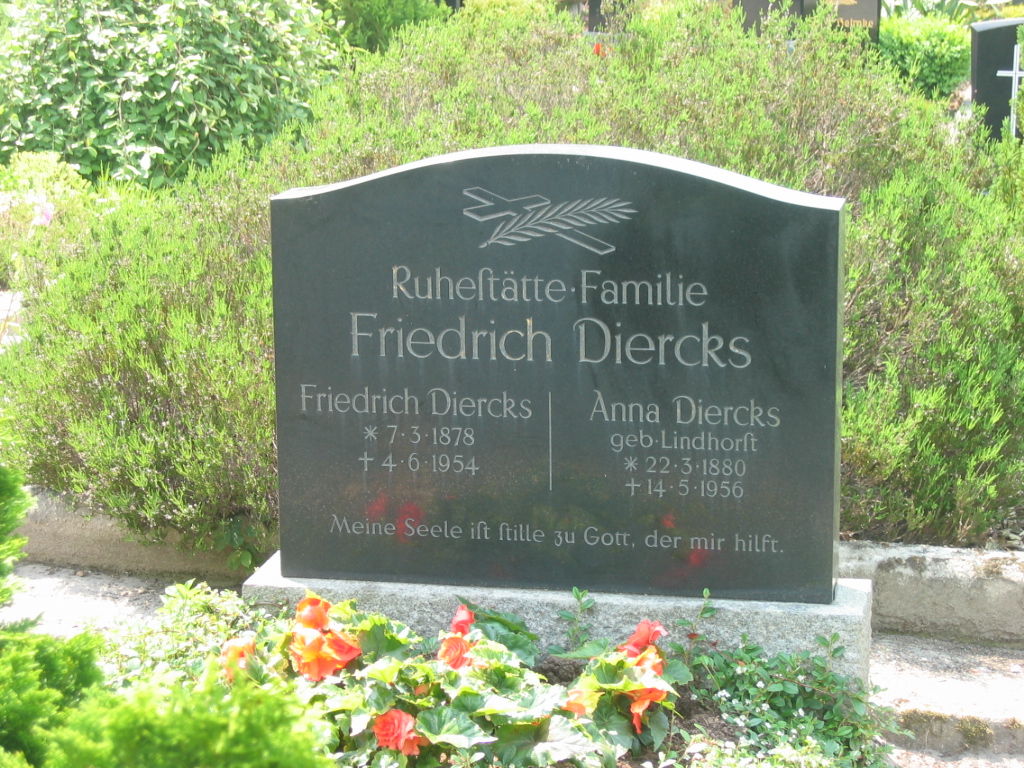 Ruheſtätte·Familie
Friedrich Diercks
Friedrich Diercks
* 7·3·1878
† 4·6·1954
Anna Diercks
geb·Lindhorſt
* 22·3·1880
† 14·5·1956
Meine Seele iſt ſtille zu Gott, der mir hilft.